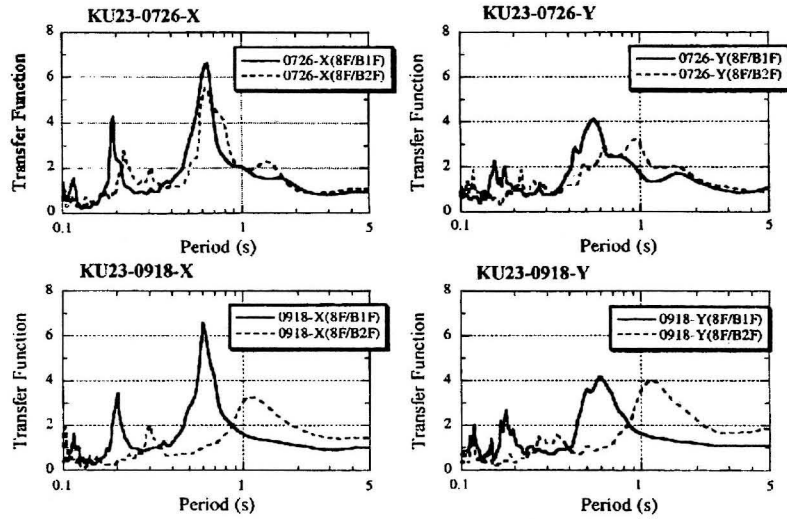 KU23-0726-X
0726-X(8F/B1F)
0726-X(8F/B2F)
Transfer Function
8
6
4
2
0
0.1
1
5
Period (s)
KU23-0726-Y
0726-Y(8F/B1F)
0726-Y(8F/B2F)
Transfer Function
8
6
4
2
0
0.1
1
5
Period (s)
KU23-0918-X
0918-X(8F/B1F)
0918-X(8F/B2F)
Transfer Function
8
6
4
2
0
0.1
1
5
Period (s)
KU23-0918-Y
0918-Y(8F/B1F)
0918-Y(8F/B2F)
Transfer Function
8
6
4
2
0
0.1
1
5
Period (s)